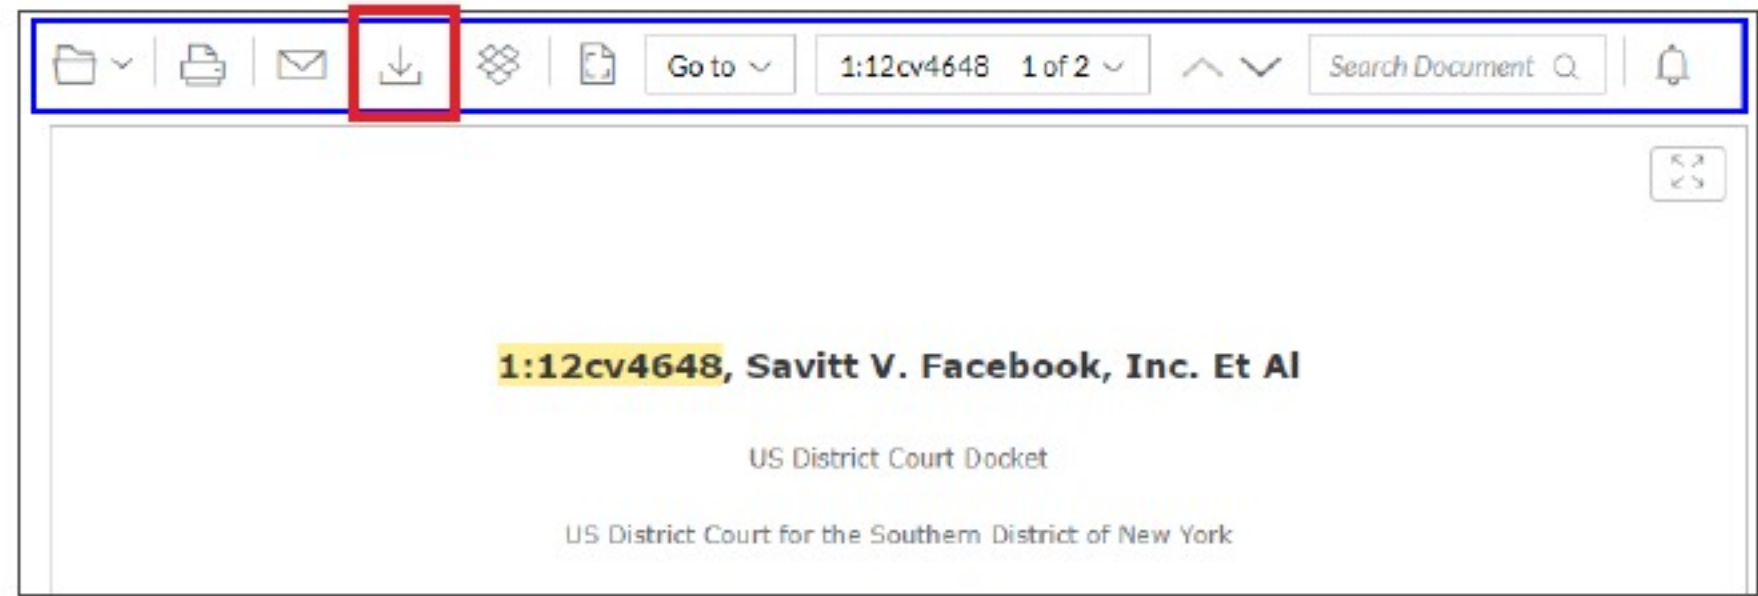 Go to 1:12cv4648 1 of 2 Search Document
1:12cv4648, Savitt V. Facebook, Inc. Et Al
US District Court Docket
US District Court for the Southern District of New York